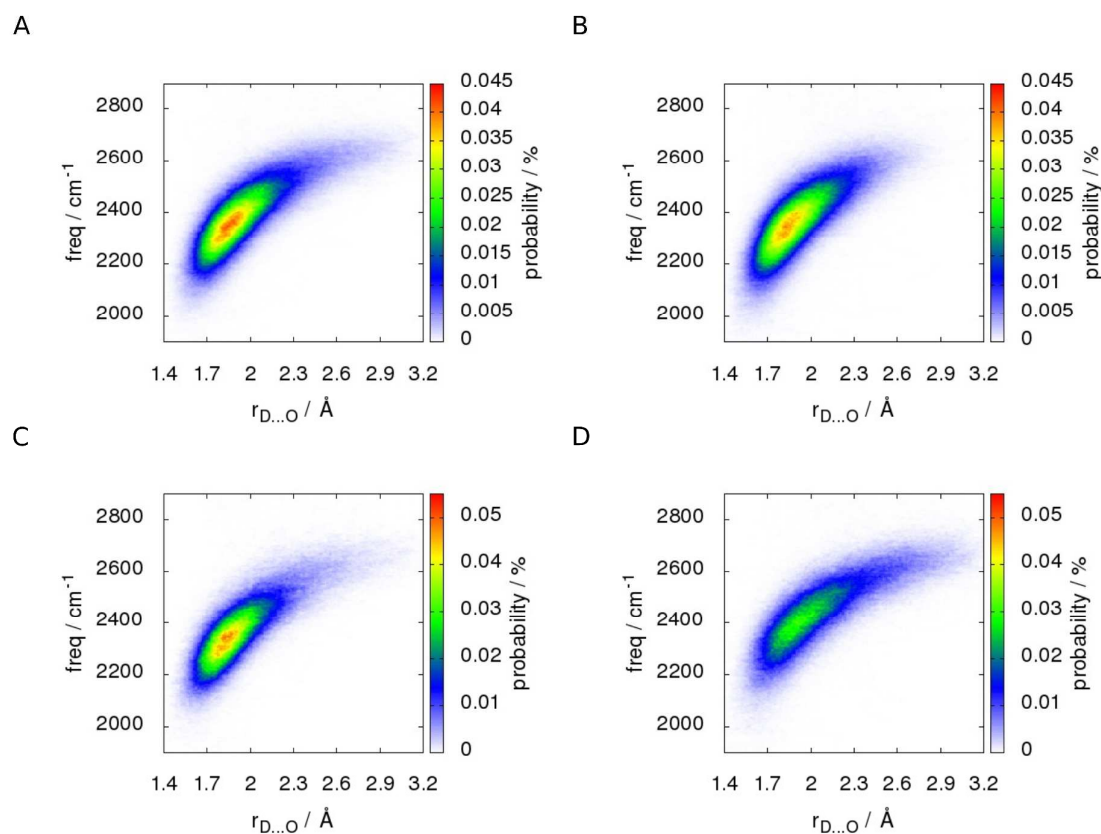 A
freq / cm-1
2800
2600
2400
2200
2000
1.4 1.7 2 2.3 2.6 2.9 3.2
rD...O / Å
0.045
0.04
0.035
0.03
0.025
0.02
0.015
0.01
0.005
0
probability / %
B
freq / cm-1
2800
2600
2400
2200
2000
1.4 1.7 2 2.3 2.6 2.9 3.2
rD...O / Å
0.045
0.04
0.035
0.03
0.025
0.02
0.015
0.01
0.005
0
probability / %
C
freq / cm-1
2800
2600
2400
2200
2000
1.4 1.7 2 2.3 2.6 2.9 3.2
rD...O / Å
0.05
0.04
0.03
0.02
0.01
0
probability / %
D
freq / cm-1
2800
2600
2400
2200
2000
1.4 1.7 2 2.3 2.6 2.9 3.2
rD...O / Å
0.05
0.04
0.03
0.02
0.01
0
probability / %